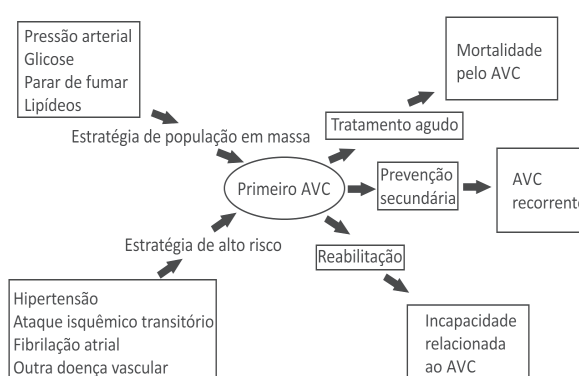 Pressão arterial
Glicose
Parar de fumar
Lipídeos
Estratégia de população em massa
Primeiro AVC
Estratégia de alto risco
Hipertensão
Ataque isquêmico transitório
Fibrilação atrial
Outra doença vascular
Tratamento agudo
Mortalidade
pelo AVC
Prevenção
secundária
AVC
Reabilitação
Incapacidade
relacionada
ao AVC